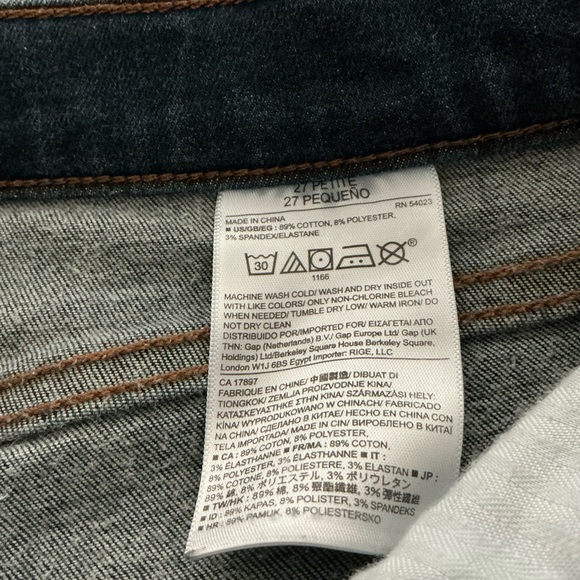 27 PETITE
27 PEQUEÑO
RN 54023
MADE IN CHINA
■ US/GB/EG : 89% COTTON, 8% POLYESTER,
3% SPANDEX/ELASTANE
30
®
1166
MACHINE WASH COLD/ WASH AND DRY INSIDE OUT
WITH LIKE COLORS/ ONLY NON-CHLORINE BLEACH
WHEN NEEDED/ TUMBLE DRY LOW/ WARM IRON/ DO
NOT DRY CLEAN
DISTRIBUIDO POR/IMPORTED FOR/ ΕΙΣΑΓΕΤΑΙ ΑΠΟ
THN: Gap (Netherlands) B.V./ Gap Europe Ltd/ Gap (UK
Holdings) Ltd/Berkeley Square House Berkeley Square,
London W1J 6BS Egypt Importer: RIGE, LLC
CA 17897
FABRIQUE EN CHINE/ 中國製造/ DIBUAT DI
TIONGKOK/ ZEMLJA PROIZVODNJE KINA/
ΚΑΤΑΣΚΕΥΑΣΤΗΚΕ ΣΤΗΝ ΚΙΝΑ/ SZÁRMAZÁSI HELY:
KÍNA/ WYPRODUKOWANO W CHINACH/ FABRICADO
NA CHINA/ СДЕЛАНО В КИТАЕ/ HECHO EN CHINA CON
TELA IMPORTADA/ MADE IN CIN/ ВИРОБЛЕНО В КИТАЇ
■ CA : 89% COTON, 8% POLYESTER,
3% ÉLASTHANNE ■ FR/MA : 89% COTON,
8% POLYESTER, 3% ÉLASTHANNE ■ IT :
89% COTONE, 8% POLIESTERE, 3% ELASTAN ■ JP :
89% 綿, 8% ポリエステル, 3% ポリウレタン
■ TW/HK : 89% 棉, 8% 聚酯纖維, 3% 彈性纖維
■ ID : 89% KAPAS, 8% POLISTER, 3% SPANDEKS
■ HR : 89% PAMUK, 8% POLIESTERSKO